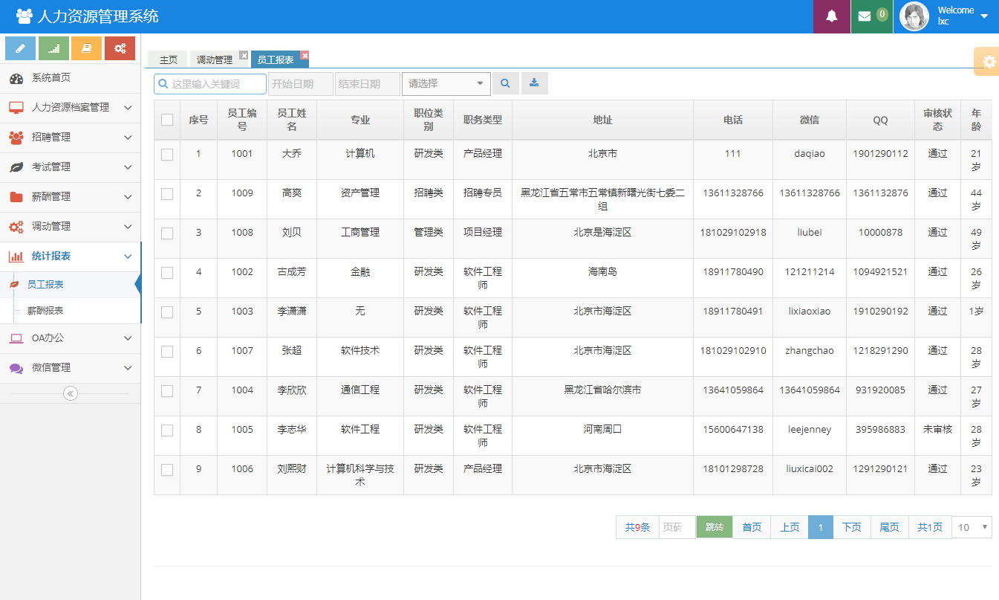 人力资源管理系统
0
Welcome
lxc
主页
调动管理
员工报表
系统首页
人力资源档案管理
招聘管理
考试管理
薪酬管理
调动管理
统计报表
员工报表
薪酬报表
OA办公
微信管理
这里输入关键词 开始日期 结束日期 请选择
序号 员工编号 员工姓名 专业 职位类别 职务类型 地址 电话 微信 QQ 审核状态 年龄
1 1001 大乔 计算机 研发类 产品经理 北京市 111 daqiao 1901290112 通过 21岁
2 1009 高爽 资产管理 招聘类 招聘专员 黑龙江省五常市五常镇新曙光街七委二组 13611328766 13611328766 1361132876 通过 44岁
3 1008 刘贝 工商管理 管理类 项目经理 北京是海淀区 181029102918 liubei 10000878 通过 49岁
4 1002 古成芳 金融 研发类 软件工程师 海南岛 18911780490 121211214 1094921521 通过 26岁
5 1003 李潇潇 无 研发类 软件工程师 北京市海淀区 18911780491 lixiaoxiao 1910290192 通过 1岁
6 1007 张超 软件技术 研发类 软件工程师 北京市海淀区 181029102910 zhangchao 1218291290 通过 28岁
7 1004 李欣欣 通信工程 研发类 软件工程师 黑龙江省哈尔滨市 13641059864 13641059864 931920085 通过 27岁
8 1005 李志华 软件工程 研发类 软件工程师 河南周口 15600647138 leejenney 395986883 未审核 28岁
9 1006 刘熙财 计算机科学与技术 研发类 产品经理 北京市海淀区 18101298728 liuxicai002 1291290121 通过 23岁
共9条 页码 跳转 首页 上页 1 下页 尾页 共1页 10